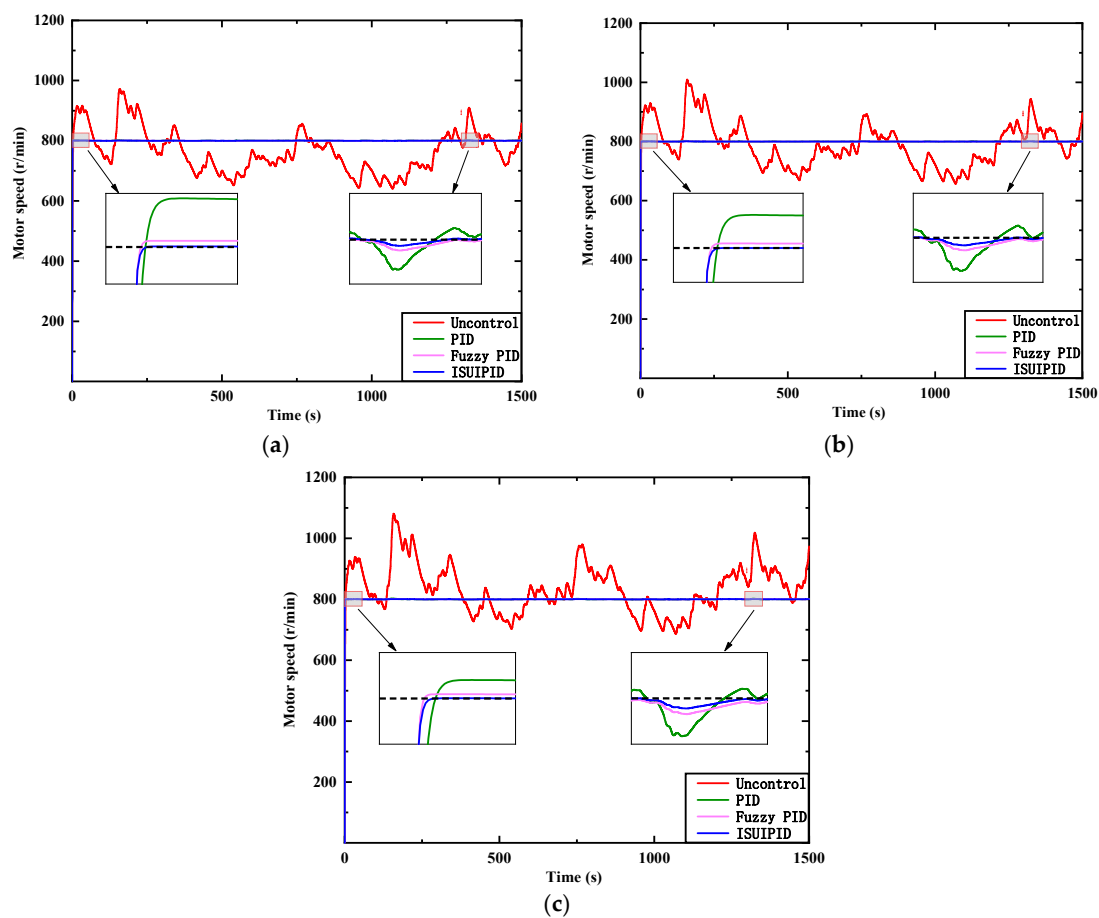 1200
1000
800
600
400
200
Motor speed (r/min)
Uncontrol
PID
Fuzzy PID
ISUIPID
0
500
1000
1500
Time (s)
(a)
1200
1000
800
600
400
200
Motor speed (r/min)
Uncontrol
PID
Fuzzy PID
ISUIPID
0
500
1000
1500
Time (s)
(b)
1200
1000
800
600
400
200
Motor speed (r/min)
Uncontrol
PID
Fuzzy PID
ISUIPID
0
500
1000
1500
Time (s)
(c)